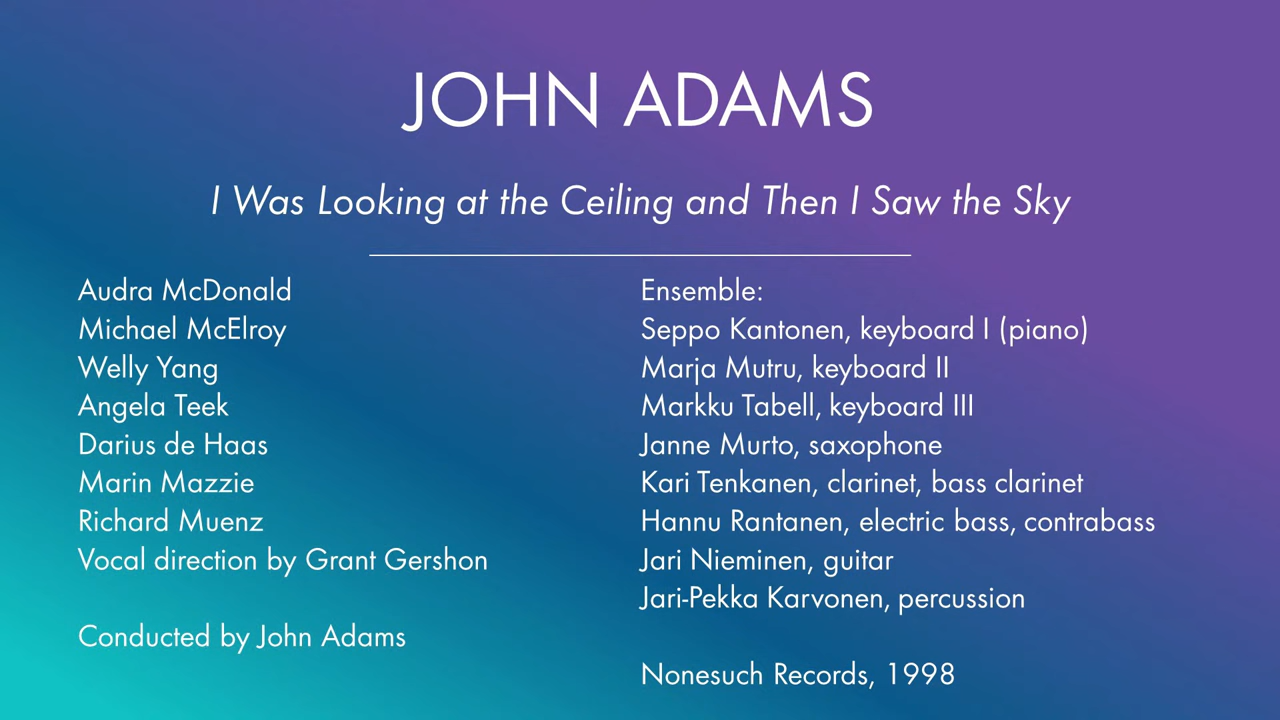 JOHN ADAMS
I Was Looking at the Ceiling and Then I Saw the Sky
Audra McDonald
Michael McElroy
Welly Yang
Angela Teek
Darius de Haas
Marin Mazzie
Richard Muenz
Vocal direction by Grant Gershon
Conducted by John Adams
Ensemble:
Seppo Kantonen, keyboard I (piano)
Marja Mutru, keyboard II
Markku Tabell, keyboard III
Janne Murto, saxophone
Kari Tenkanen, clarinet, bass clarinet
Hannu Rantanen, electric bass, contrabass
Jari Nieminen, guitar
Jari-Pekka Karvonen, percussion
Nonesuch Records, 1998